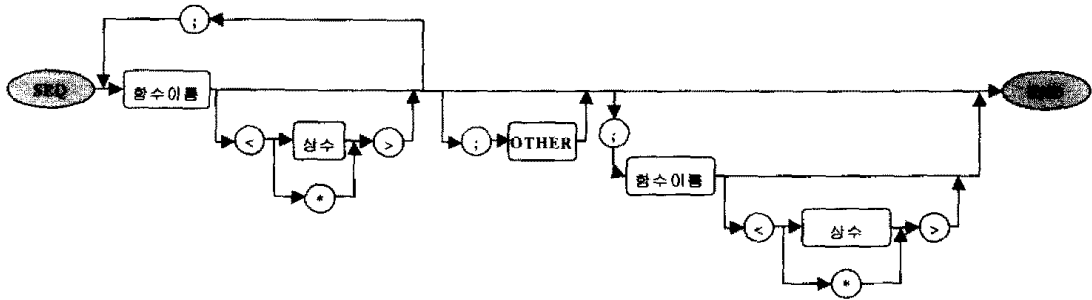 ;
SEQ 함수이름
< 상수 > ; OTHER ;
*
함수이름
< 상수 >
*
END